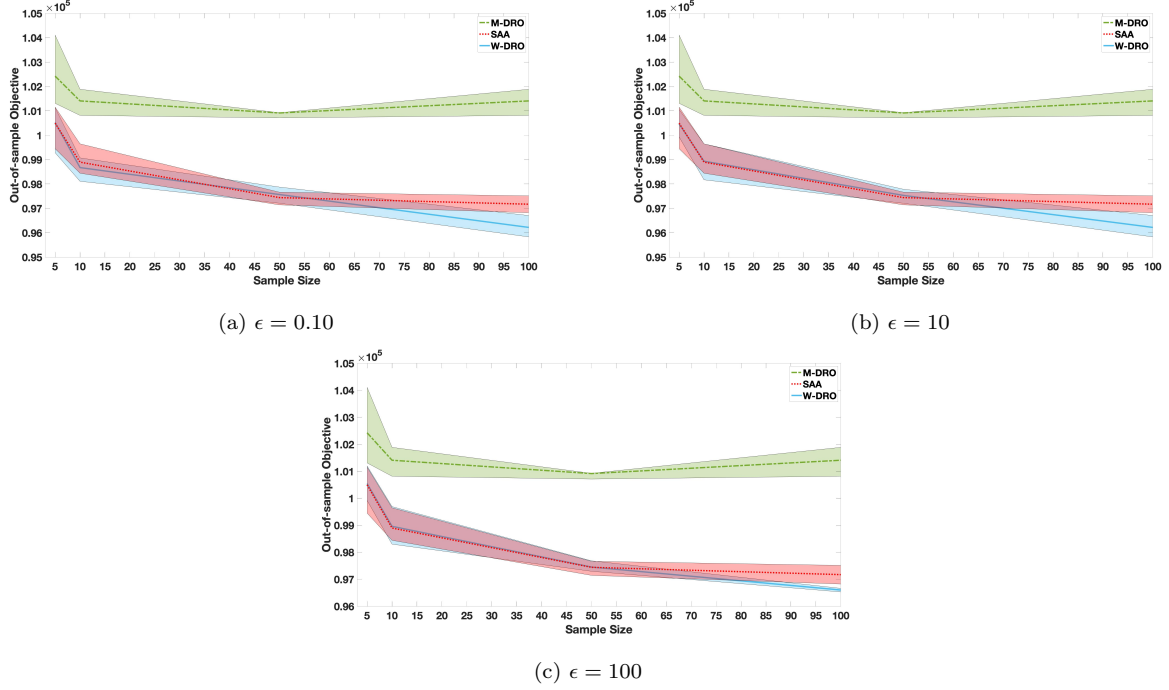 ×10⁵
1.05
1.04
1.03
1.02
1.01
1
0.99
0.98
0.97
0.96
0.95
Out-of-sample Objective
M-DRO
SAA
W-DRO
5 10 15 20 25 30 35 40 45 50 55 60 65 70 75 80 85 90 95 100
Sample Size
(a) ϵ = 0.10
×10⁵
1.05
1.04
1.03
1.02
1.01
1
0.99
0.98
0.97
0.96
0.95
Out-of-sample Objective
M-DRO
SAA
W-DRO
5 10 15 20 25 30 35 40 45 50 55 60 65 70 75 80 85 90 95 100
Sample Size
(b) ϵ = 10
×10⁵
1.05
1.04
1.03
1.02
1.01
1
0.99
0.98
0.97
0.96
Out-of-sample Objective
M-DRO
SAA
W-DRO
5 10 15 20 25 30 35 40 45 50 55 60 65 70 75 80 85 90 95 100
Sample Size
(c) ϵ = 100